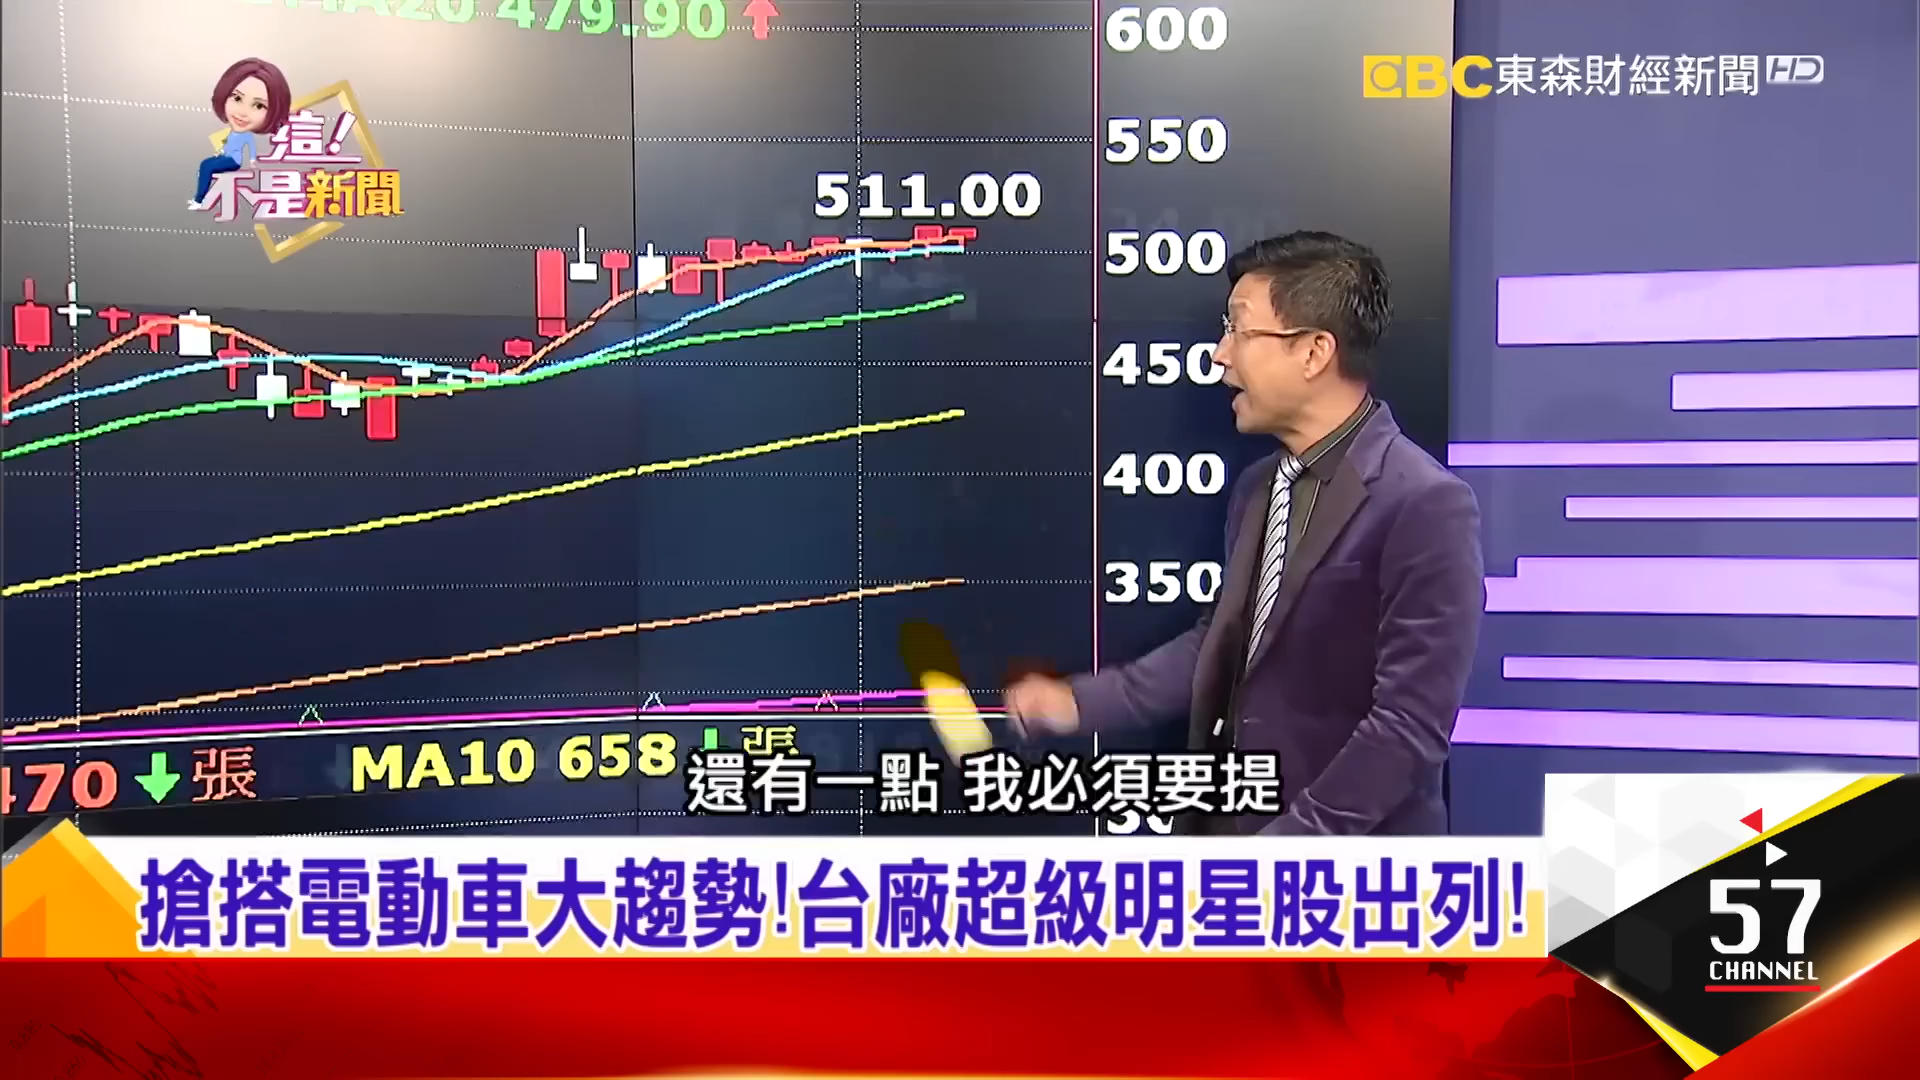 MA20 479.90
600
EBC東森財經新聞HD
這!
不是新聞
550
511.00
500
450
400
350
470 張
MA10 658 張
還有一點 我必須要提
搶搭電動車大趨勢!台廠超級明星股出列!
57
CHANNEL